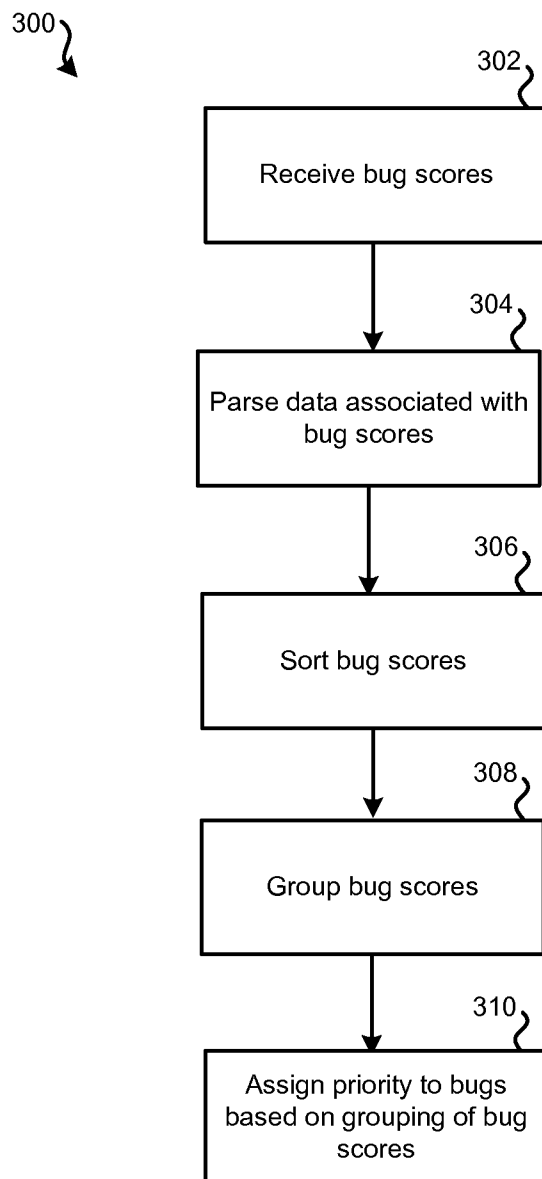 300
302
Receive bug scores
304
Parse data associated with
bug scores
306
Sort bug scores
308
Group bug scores
310
Assign priority to bugs
based on grouping of bug
scores